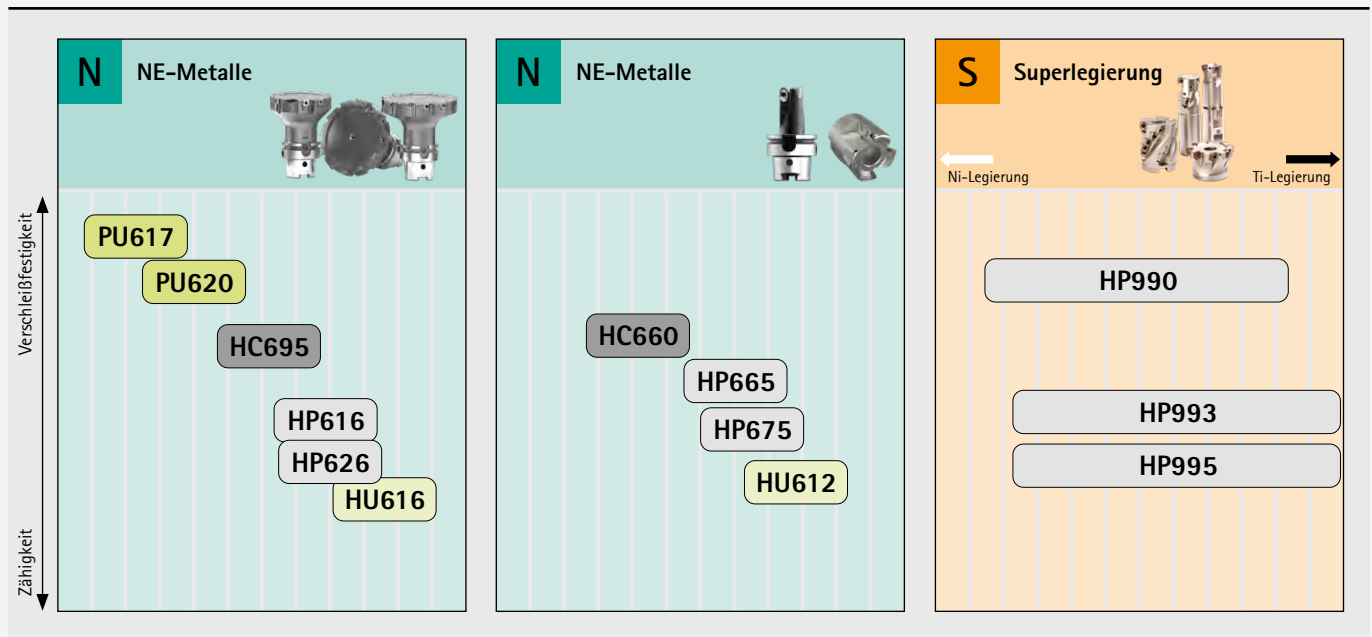 N NE-Metalle
N NE-Metalle
S Superlegierung
Ni-Legierung
Ti-Legierung
Verschleißfestigkeit
Zähigkeit
PU617
PU620
HC695
HP616
HP626
HU616
HC660
HP665
HP675
HU612
HP990
HP993
HP995